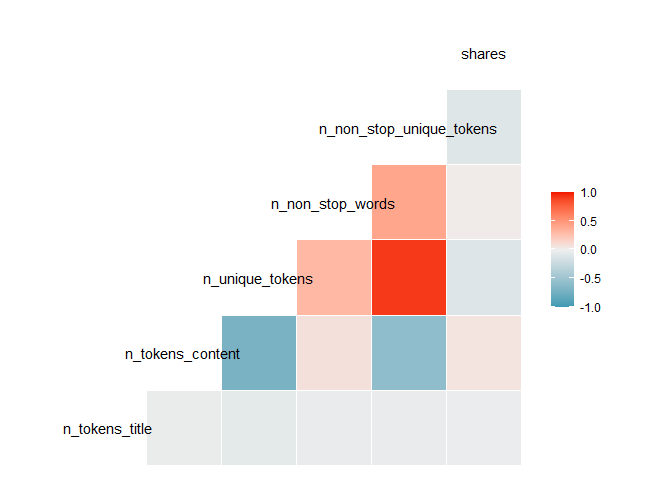 shares
n_non_stop_unique_tokens
n_non_stop_words
n_unique_tokens
n_tokens_content
n_tokens_title
1.0
0.5
0.0
-0.5
-1.0